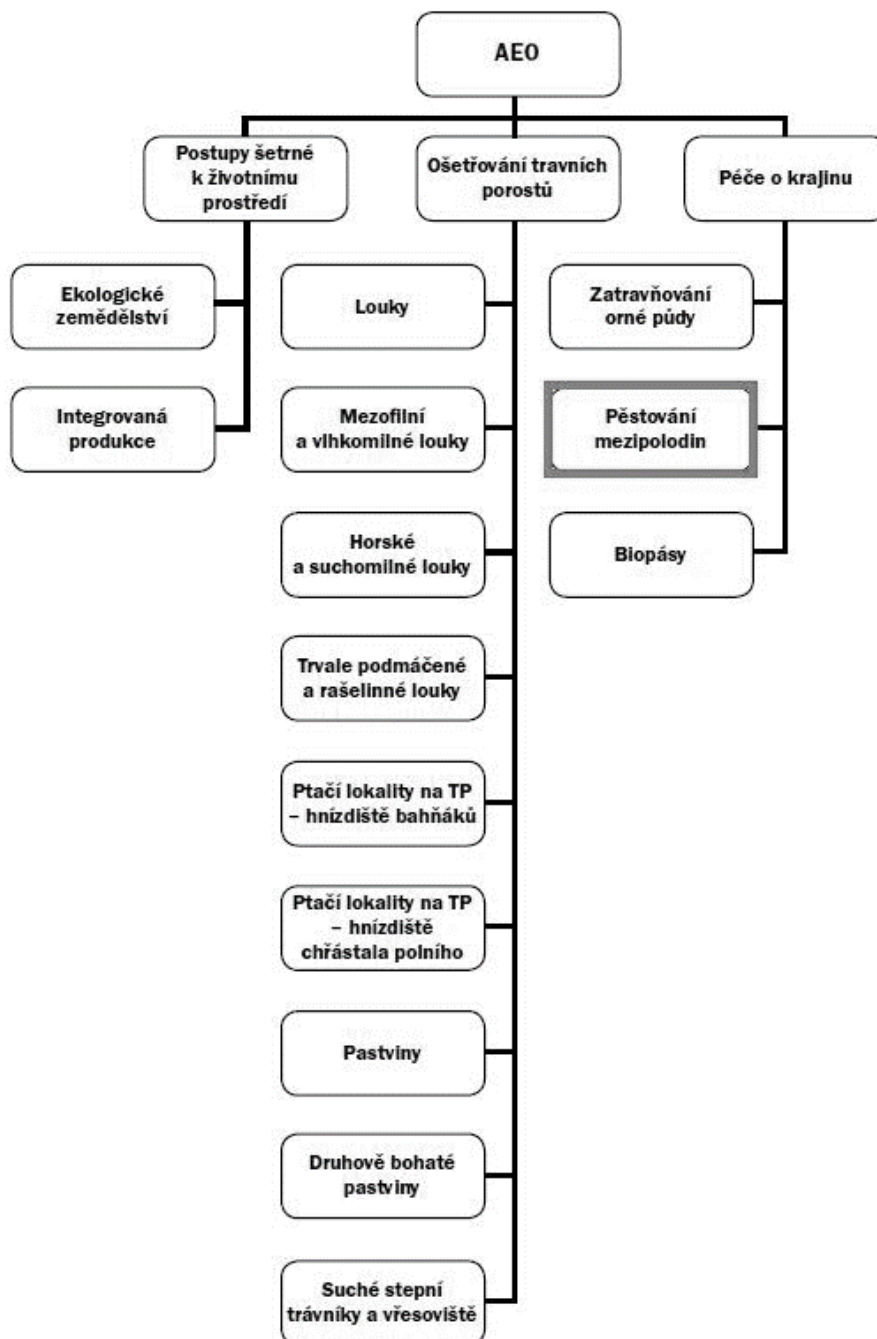 AEO
Postupy šetrné
k životnímu
prostředí
Ošetřování travních
porostů
Péče o krajinu
Ekologické
zemědělství
Integrovaná
produkce
Louky
Mezofilní
a vlhkomilné louky
Horské
a suchomilné louky
Trvale podmáčené
a rašelinné louky
Ptačí lokality na TP
– hnízdiště bahňáků
Ptačí lokality na TP
– hnízdiště
chřástala polního
Pastviny
Druhově bohaté
pastviny
Suché stepní
trávníky a vřesoviště
Zatravňování
orné půdy
Pěstování
mezipolodin
Biopásy